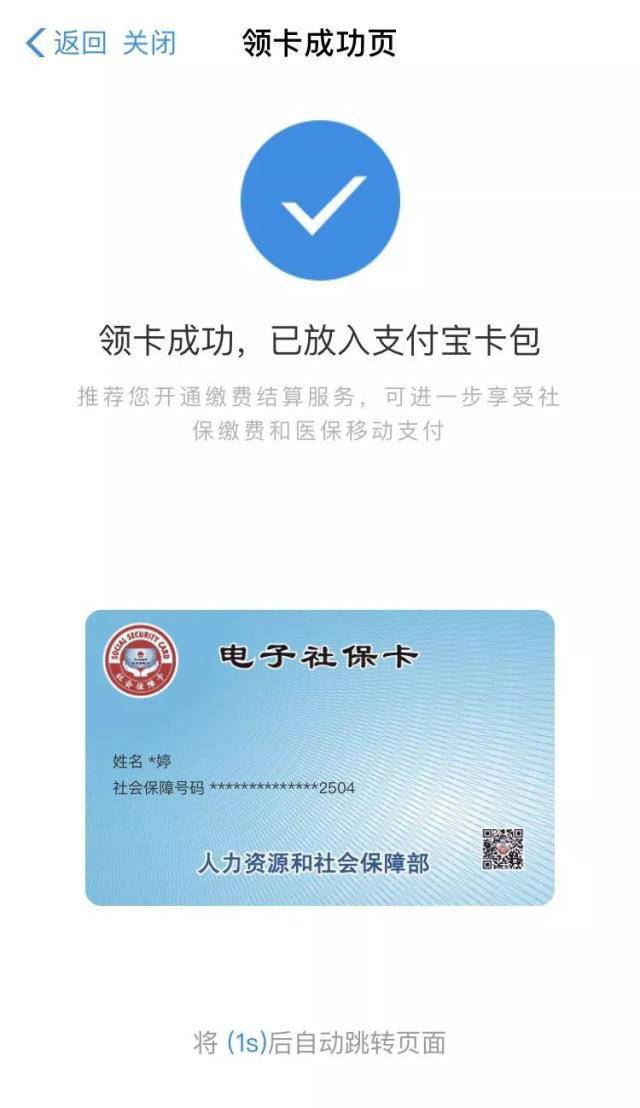 返回 关闭 领卡成功页
领卡成功，已放入支付宝卡包
推荐您开通缴费结算服务，可进一步享受社
保缴费和医保移动支付
SOCIAL SECURITY CARD
社会保障卡
电子社保卡
姓名 *婷
社会保障号码 **************2504
人力资源和社会保障部
将 (1s)后自动跳转页面